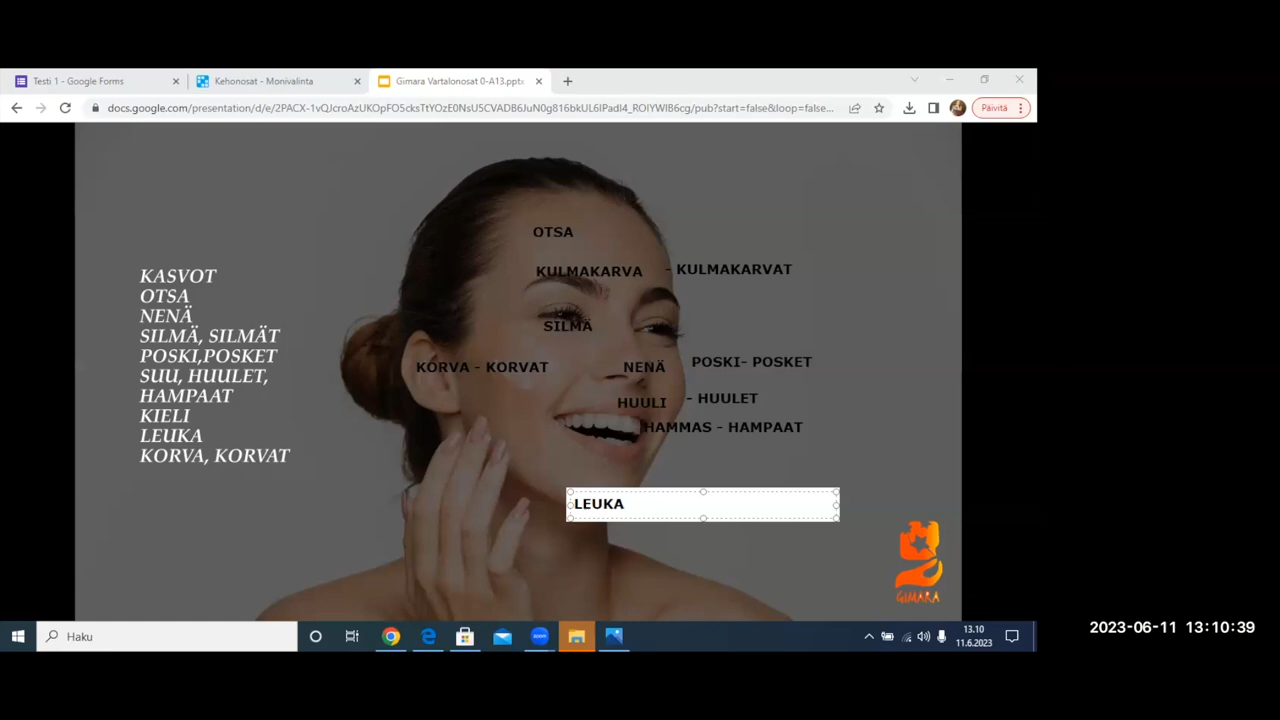 Testi 1 - Google Forms
Kehonosat - Monivalinta
Gimara Vartalonosat 0-A13.pptx
docs.google.com/presentation/d/e/2PACX-1vQJcroAzUKOpFO5cksTtYOzE0NsU5CVADB6JuN0g816bkUL6IPadl4_ROlYWlB6cg/pub?start=false&loop=false...
Päivitä
OTSA
KULMAKARVA - KULMAKARVAT
SILMÄ
KORVA - KORVAT
NENÄ
POSKI- POSKET
HUULI - HUULET
HAMMAS - HAMPAAT
LEUKA
KASVOT
OTSA
NENÄ
SILMÄ, SILMÄT
POSKI,POSKET
SUU, HUULET,
HAMPAAT
KIELI
LEUKA
KORVA, KORVAT
GIMARA
Haku
zoom
13.10
11.6.2023
2023-06-11 13:10:39